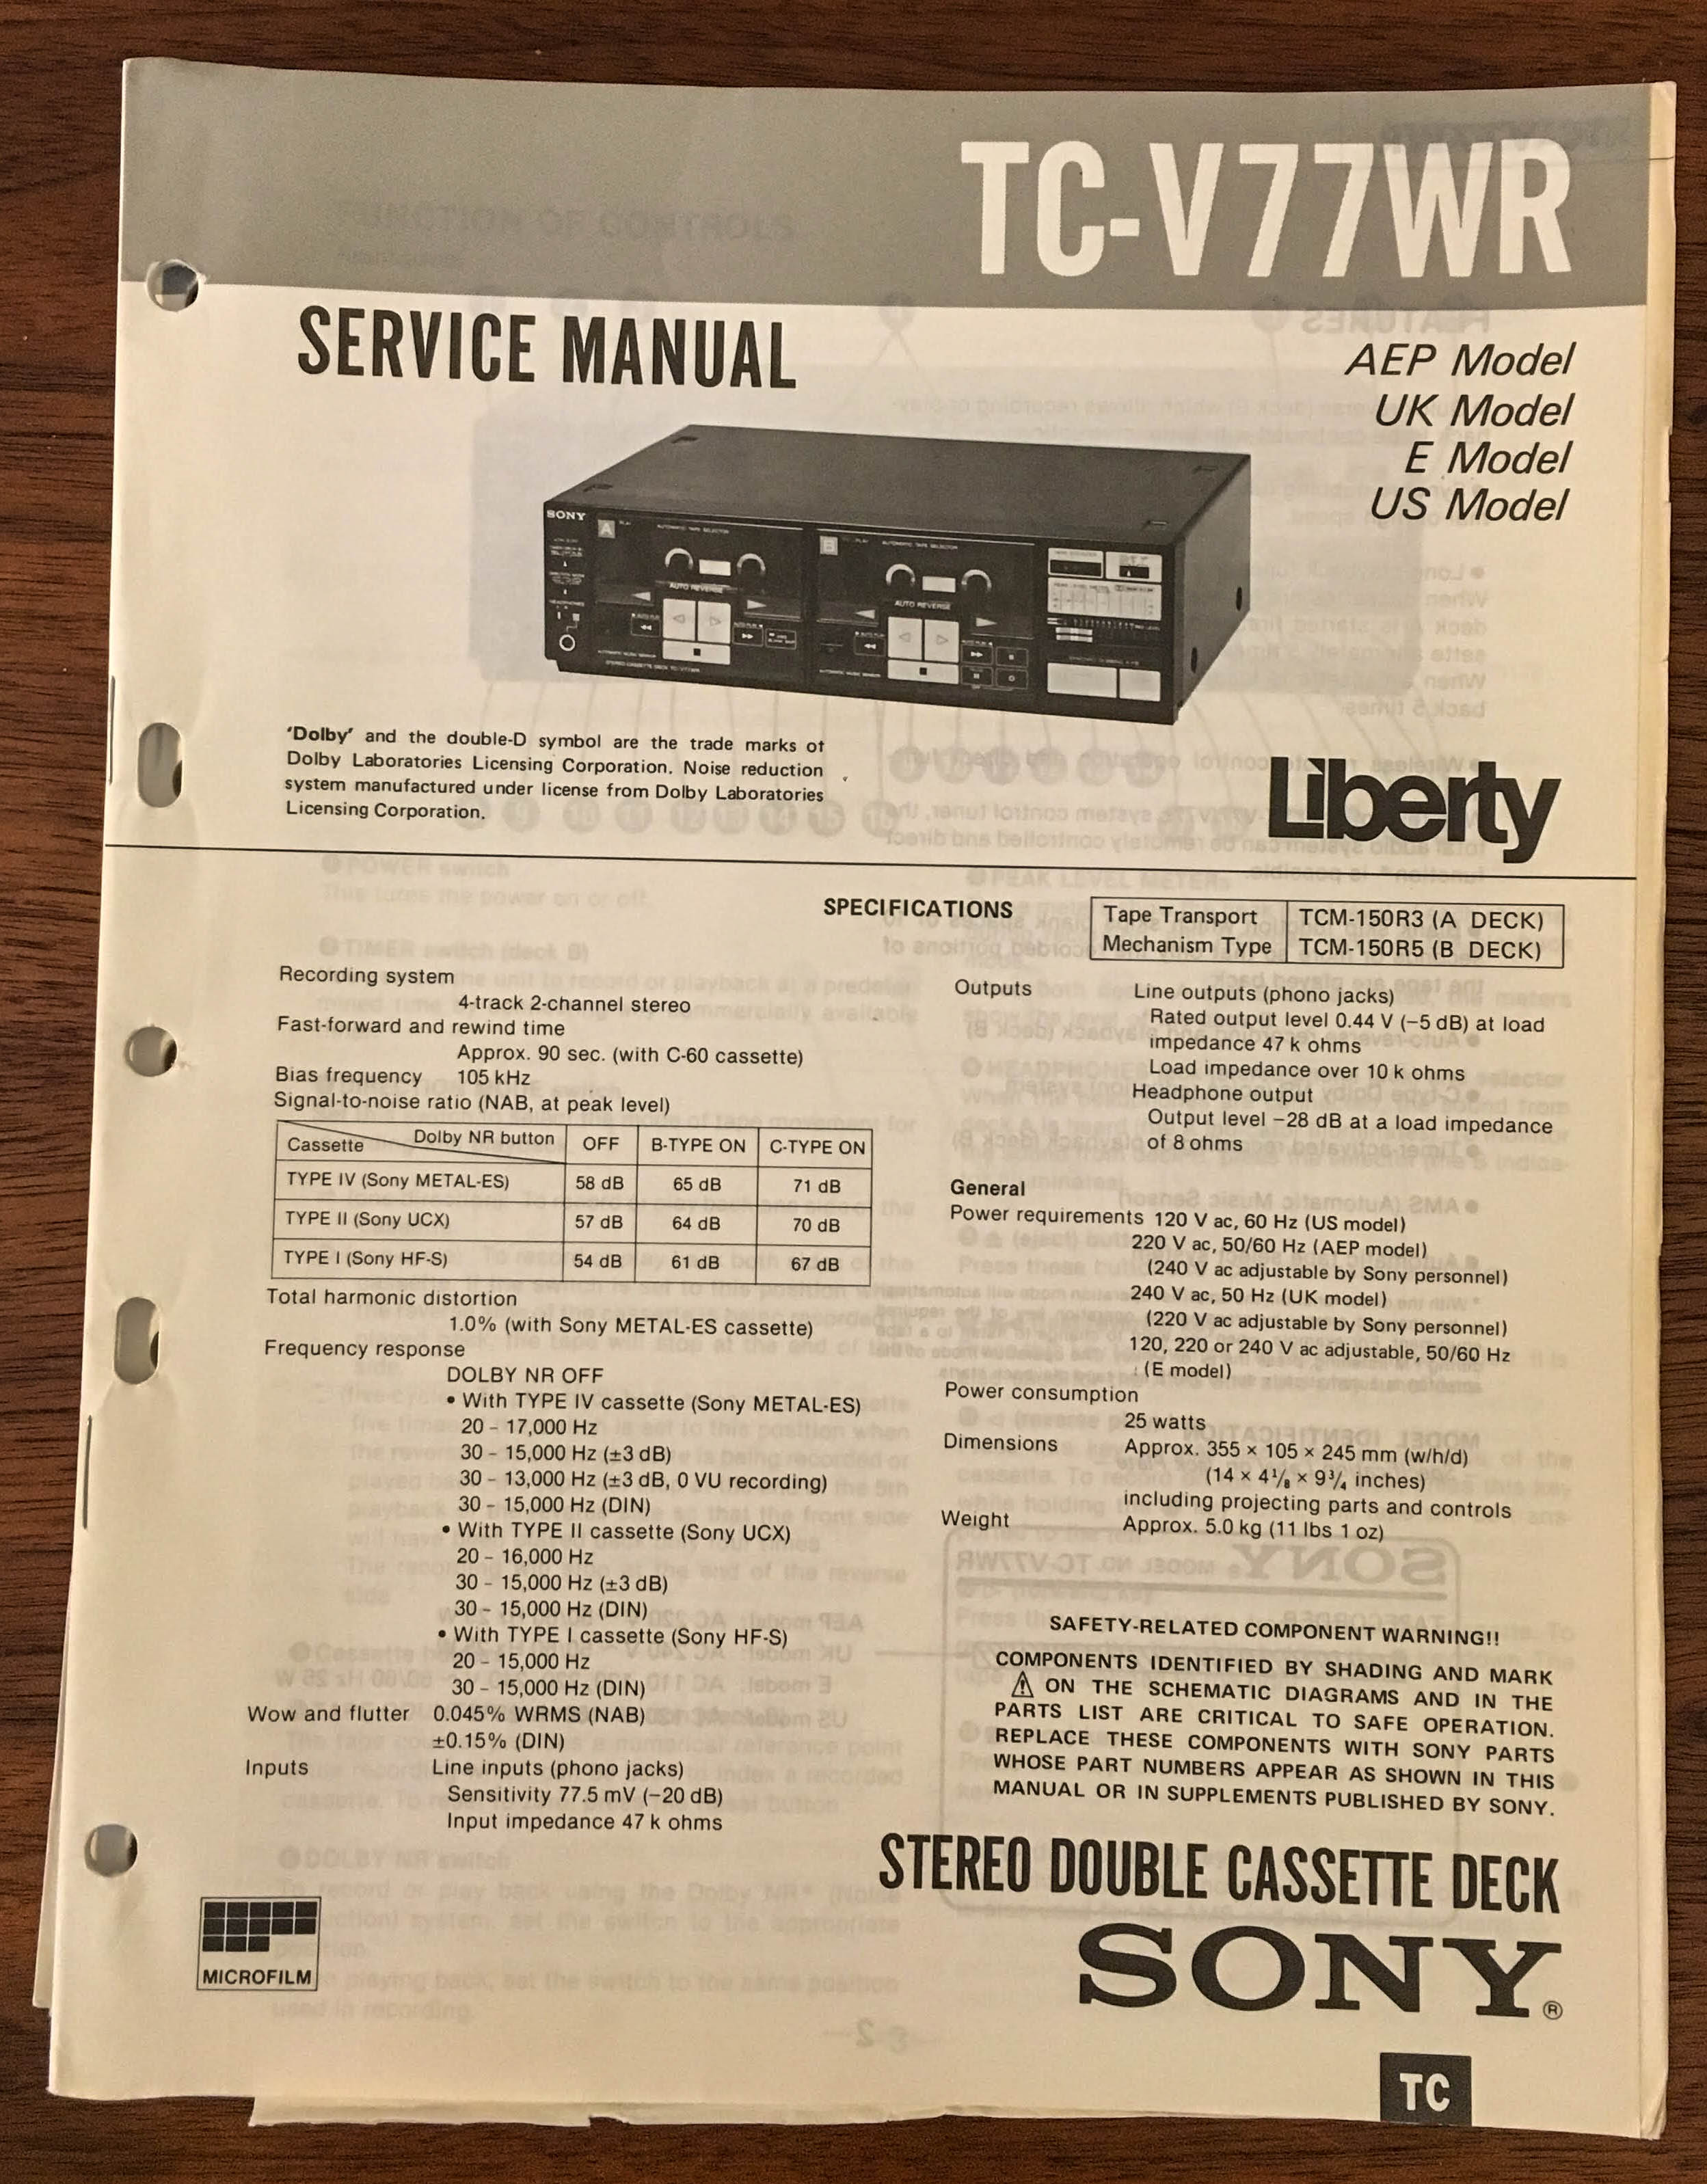 TC-V77WR
SERVICE MANUAL
AEP Model
UK Model
E Model
US Model
SONY
A
B
AUTO REVERSE
AUTO REVERSE
'Dolby' and the double-D symbol are the trade marks of
Dolby Laboratories Licensing Corporation. Noise reduction
system manufactured under license from Dolby Laboratories
Licensing Corporation.
Liberty
SPECIFICATIONS
Tape Transport TCM-150R3 (A DECK)
Mechanism Type TCM-150R5 (B DECK)
Recording system
4-track 2-channel stereo
Fast-forward and rewind time
Approx. 90 sec. (with C-60 cassette)
Bias frequency 105 kHz
Signal-to-noise ratio (NAB, at peak level)
Cassette Dolby NR button OFF B-TYPE ON C-TYPE ON
TYPE IV (Sony METAL-ES) 58 dB 65 dB 71 dB
TYPE II (Sony UCX) 57 dB 64 dB 70 dB
TYPE I (Sony HF-S) 54 dB 61 dB 67 dB
Total harmonic distortion
1.0% (with Sony METAL-ES cassette)
Frequency response
DOLBY NR OFF
• With TYPE IV cassette (Sony METAL-ES)
20 – 17,000 Hz
30 – 15,000 Hz (±3 dB)
30 – 13,000 Hz (±3 dB, 0 VU recording)
30 – 15,000 Hz (DIN)
• With TYPE II cassette (Sony UCX)
20 – 16,000 Hz
30 – 15,000 Hz (±3 dB)
30 – 15,000 Hz (DIN)
• With TYPE I cassette (Sony HF-S)
20 – 15,000 Hz
30 – 15,000 Hz (DIN)
Wow and flutter 0.045% WRMS (NAB)
±0.15% (DIN)
Inputs Line inputs (phono jacks)
Sensitivity 77.5 mV (−20 dB)
Input impedance 47 k ohms
Outputs Line outputs (phono jacks)
Rated output level 0.44 V (−5 dB) at load
impedance 47 k ohms
Load impedance over 10 k ohms
Headphone output
Output level −28 dB at a load impedance
of 8 ohms
General
Power requirements 120 V ac, 60 Hz (US model)
220 V ac, 50/60 Hz (AEP model)
(240 V ac adjustable by Sony personnel)
240 V ac, 50 Hz (UK model)
(220 V ac adjustable by Sony personnel)
120, 220 or 240 V ac adjustable, 50/60 Hz
(E model)
Power consumption
25 watts
Dimensions Approx. 355 × 105 × 245 mm (w/h/d)
(14 × 4 1/8 × 9 3/4 inches)
including projecting parts and controls
Weight Approx. 5.0 kg (11 lbs 1 oz)
SAFETY-RELATED COMPONENT WARNING!!
COMPONENTS IDENTIFIED BY SHADING AND MARK
⚠ ON THE SCHEMATIC DIAGRAMS AND IN THE
PARTS LIST ARE CRITICAL TO SAFE OPERATION.
REPLACE THESE COMPONENTS WITH SONY PARTS
WHOSE PART NUMBERS APPEAR AS SHOWN IN THIS
MANUAL OR IN SUPPLEMENTS PUBLISHED BY SONY.
STEREO DOUBLE CASSETTE DECK
SONY®
MICROFILM
TC